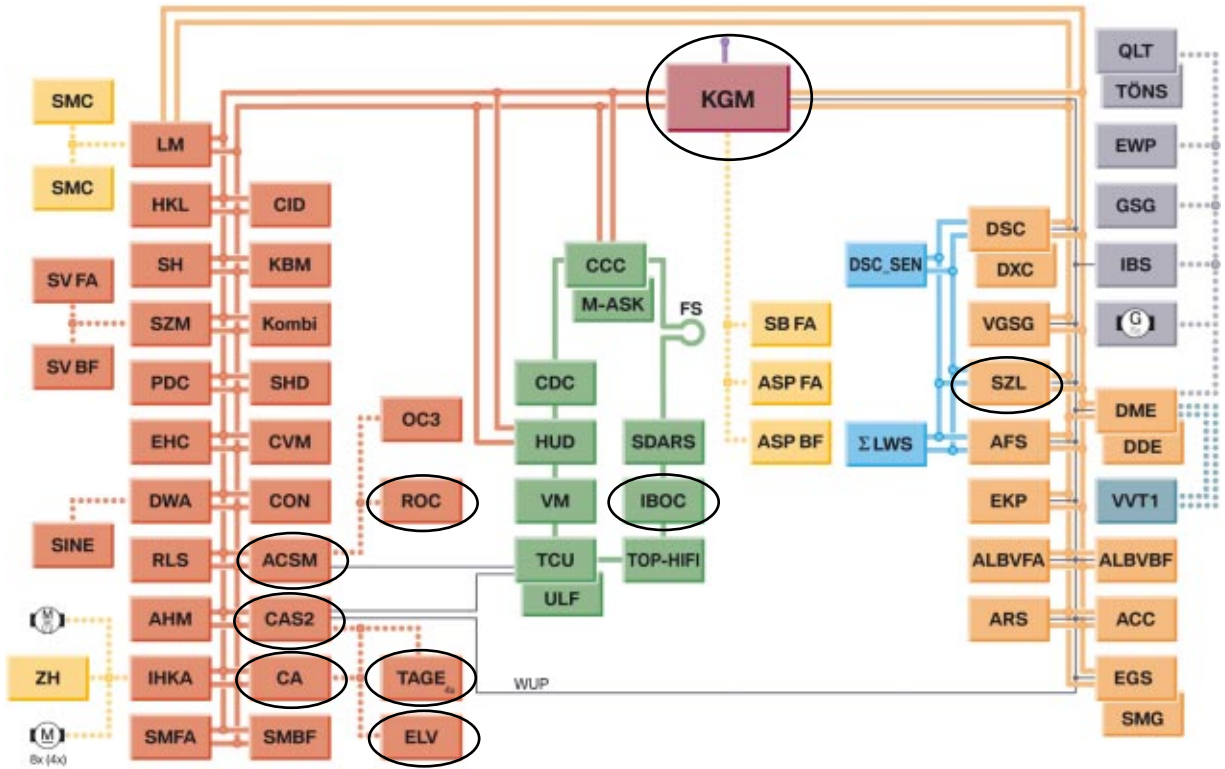 SMC
SMC
LM
HKL
CID
SH
KBM
SV FA
SZM
Kombi
SV BF
PDC
SHD
EHC
CVM
DWA
CON
SINE
RLS
ACSM
AHM
CAS2
ZH
IHKA
CA
M
8x (4x)
SMFA
SMBF
OC3
ROC
TAGE
4x
ELV
WUP
KGM
CCC
M-ASK
FS
CDC
HUD
SDARS
VM
IBOC
TCU
TOP-HIFI
ULF
SB FA
ASP FA
ASP BF
DSC_SEN
ΣLWS
DSC
DXC
VGSG
SZL
AFS
EKP
ALBVFA
ALBVBF
ARS
ACC
EGS
SMG
QLT
TÖNS
EWP
GSG
IBS
G
DME
DDE
VVT1